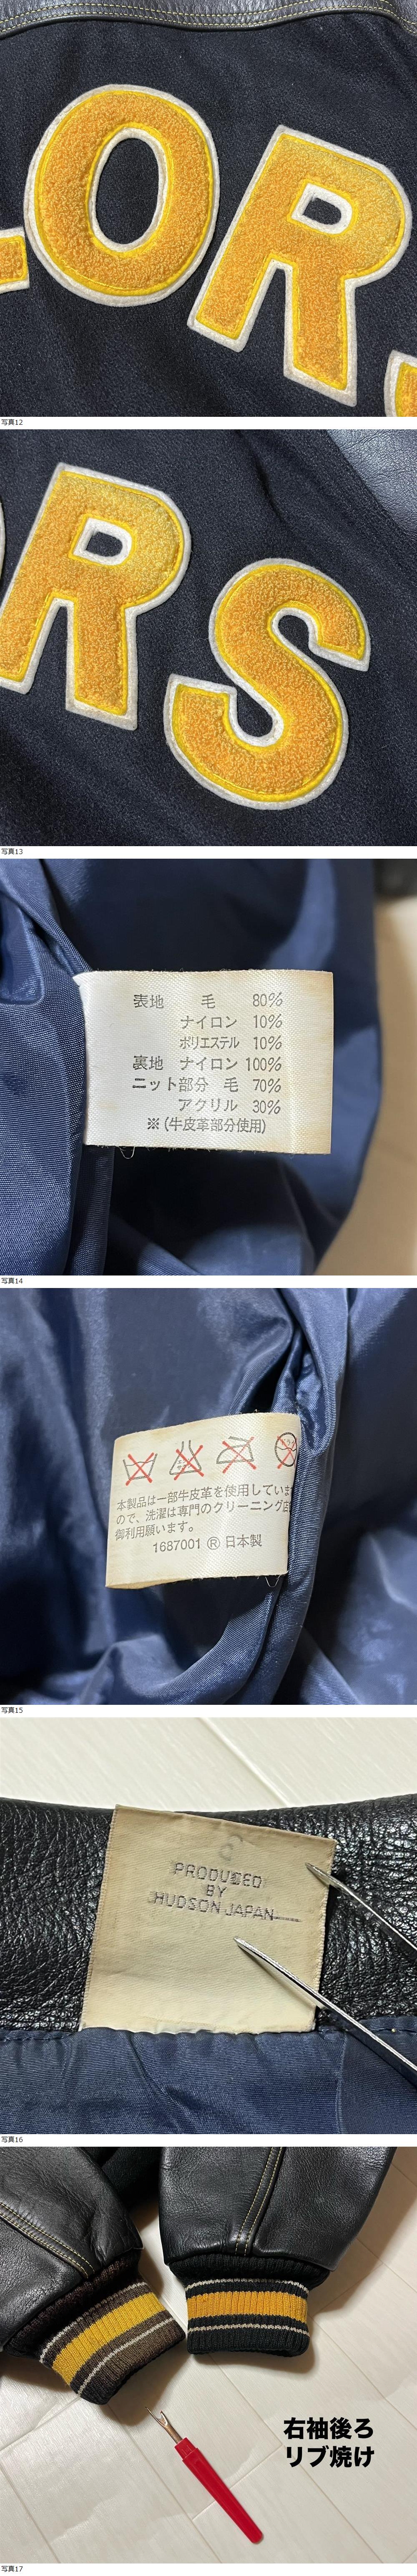 OR
写真12
RS
写真13
表地 毛 80%
ナイロン 10%
ポリエステル 10%
裏地 ナイロン 100%
ニット部分 毛 70%
アクリル 30%
※(牛皮革部分使用)
写真14
本製品は一部牛皮革を使用していま
ので、洗濯は専門のクリーニング店
御利用願います。
1687001 Ⓡ 日本製
写真15
PRODUCED
BY
HUDSON JAPAN
写真16
右袖後ろ
リブ焼け
写真17